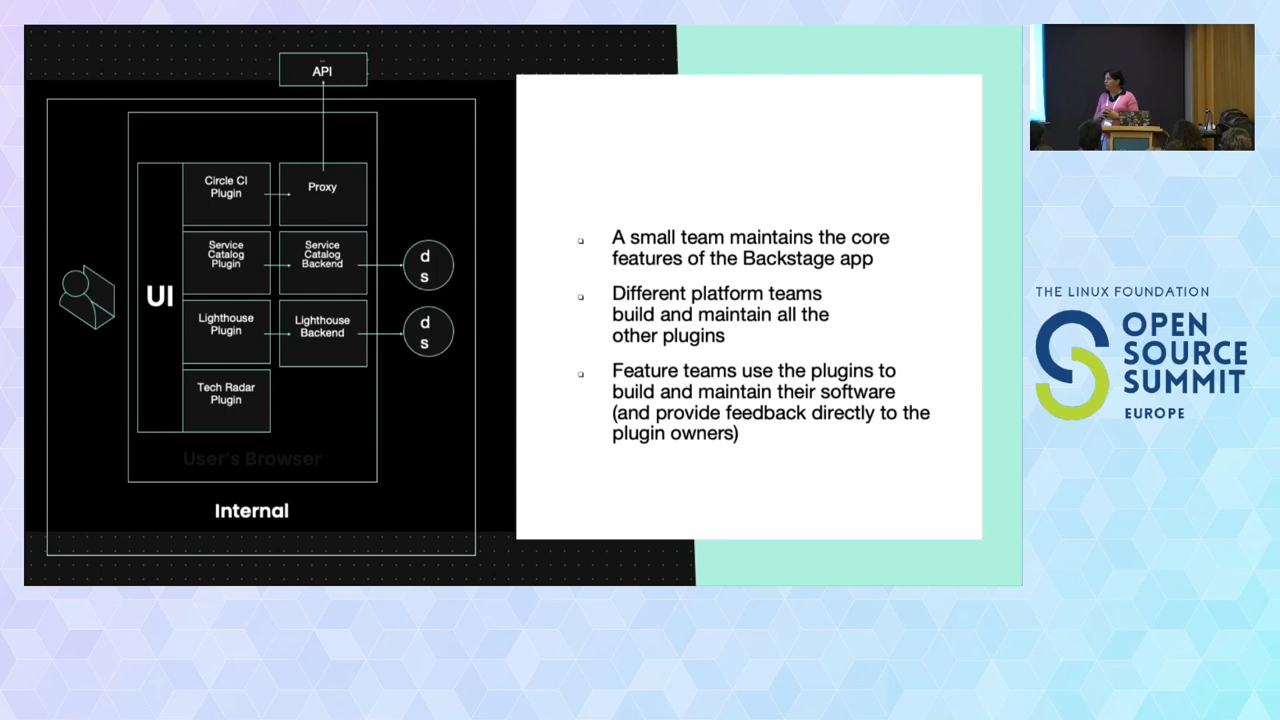 API
Circle CI
Plugin
Proxy
Service
Catalog
Plugin
Service
Catalog
Backend
d
s
UI
Lighthouse
Plugin
Lighthouse
Backend
d
s
Tech Radar
Plugin
User's Browser
Internal
A small team maintains the core
features of the Backstage app
Different platform teams
build and maintain all the
other plugins
Feature teams use the plugins to
build and maintain their software
(and provide feedback directly to the
plugin owners)
THE LINUX FOUNDATION
OPEN
SOURCE
SUMMIT
EUROPE